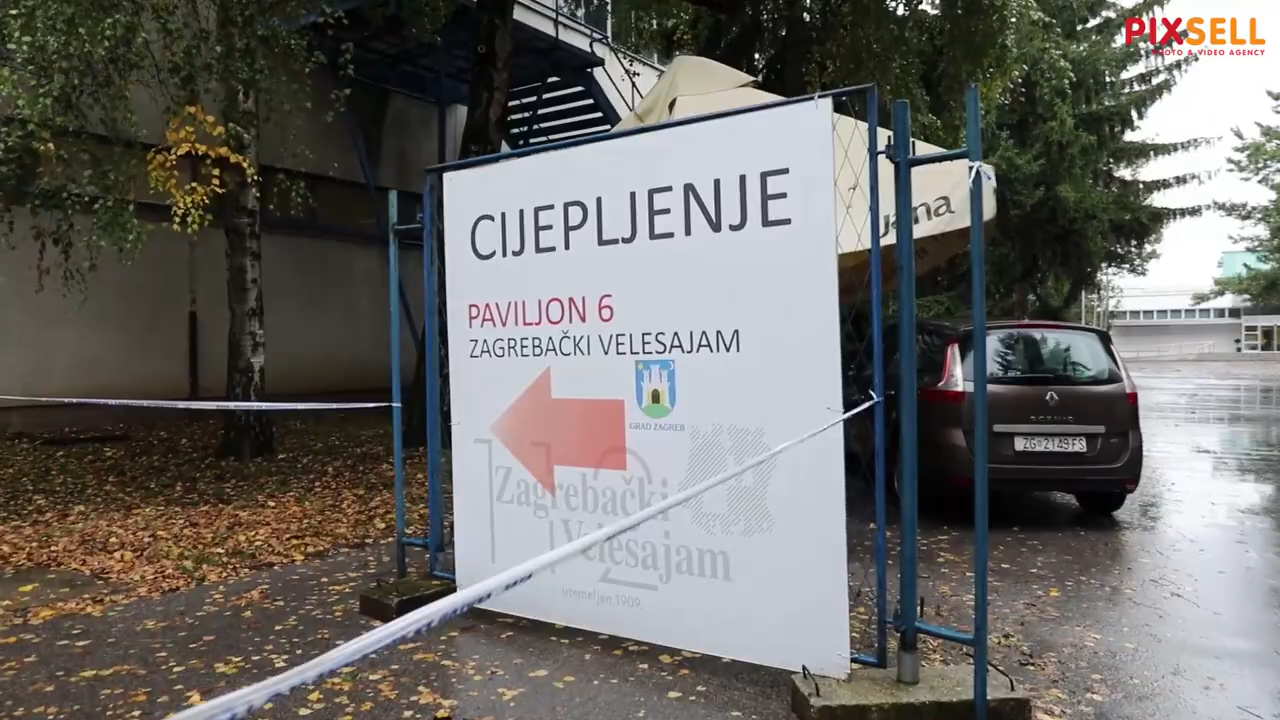 PIXSELL
PHOTO & VIDEO AGENCY
CIJEPLJENJE
Jana
PAVILJON 6
ZAGREBAČKI VELESAJAM
GRAD ZAGREB
Zagrebački
Velesajam
utemeljen 1909.
SCENIC
ZG 2149 FS